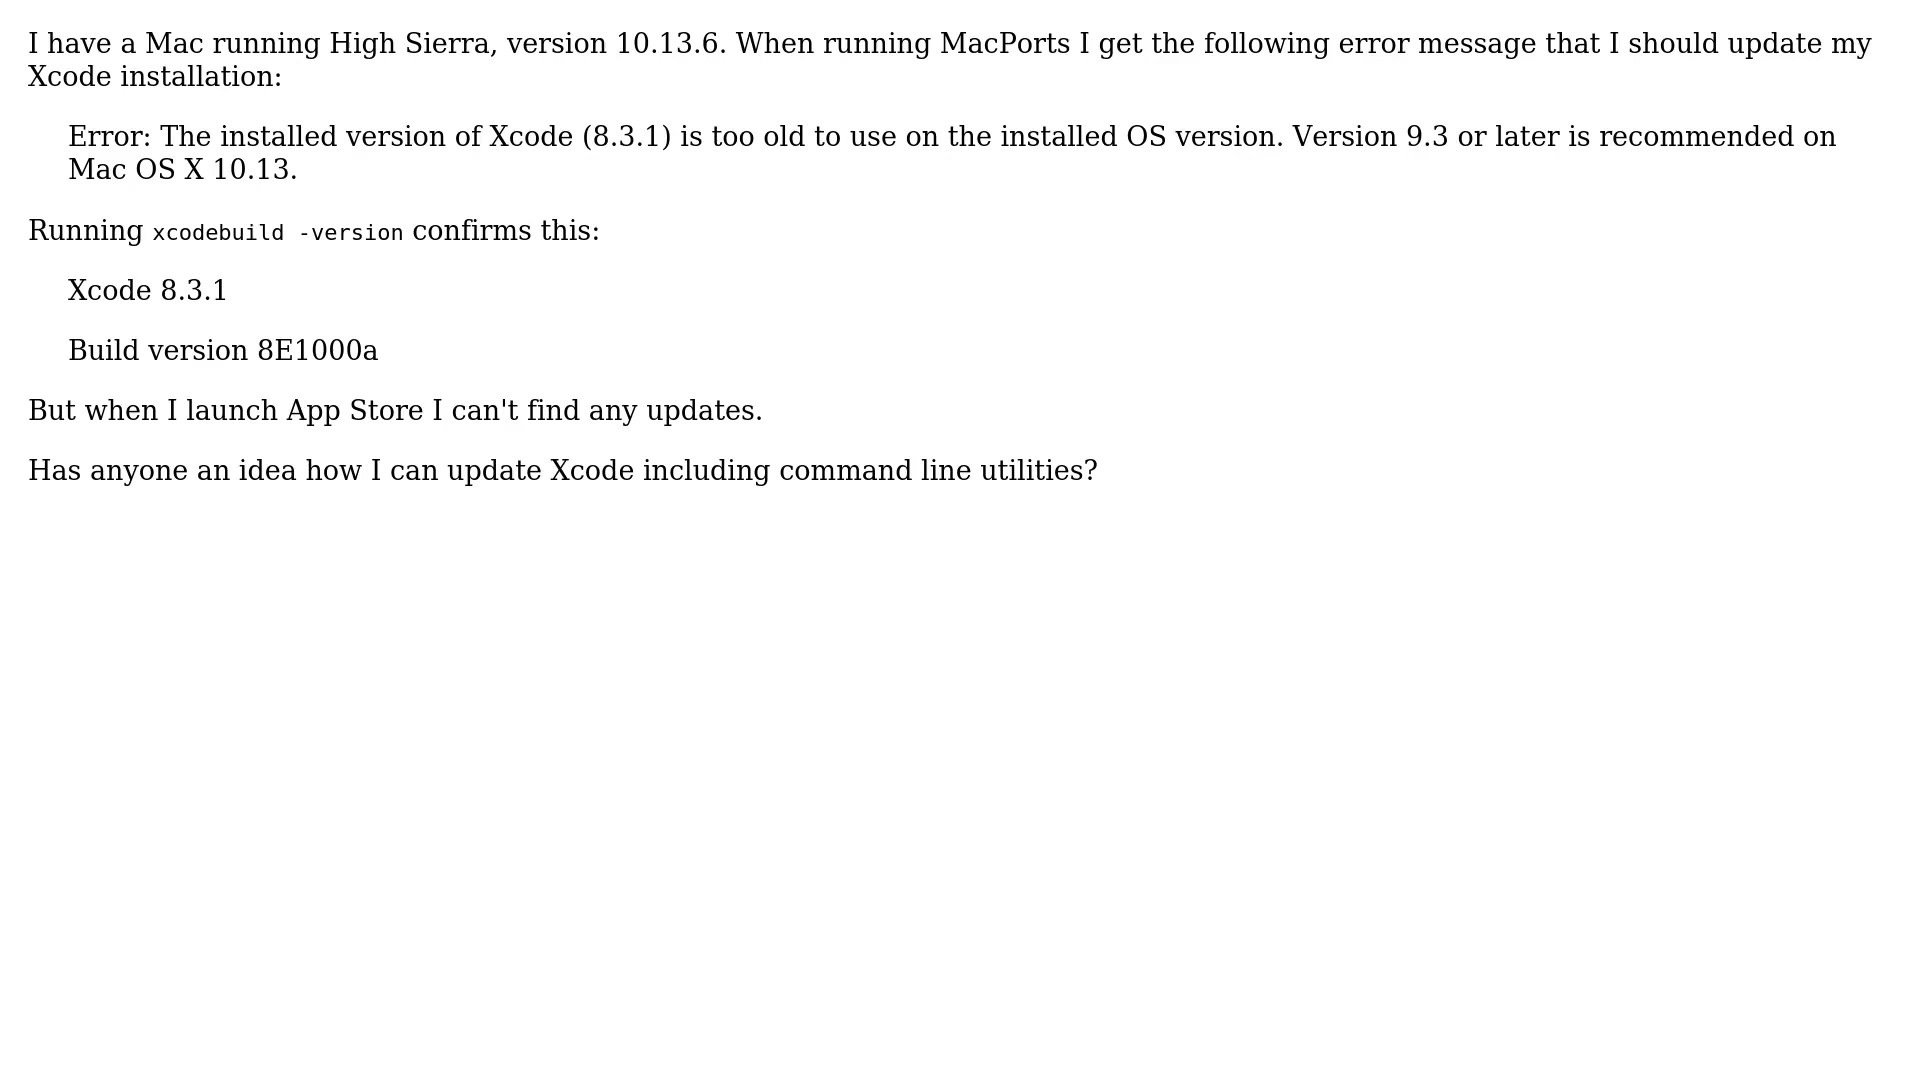 I have a Mac running High Sierra, version 10.13.6. When running MacPorts I get the following error message that I should update my
Xcode installation:
Error: The installed version of Xcode (8.3.1) is too old to use on the installed OS version. Version 9.3 or later is recommended on
Mac OS X 10.13.
Running xcodebuild -version confirms this:
Xcode 8.3.1
Build version 8E1000a
But when I launch App Store I can't find any updates.
Has anyone an idea how I can update Xcode including command line utilities?